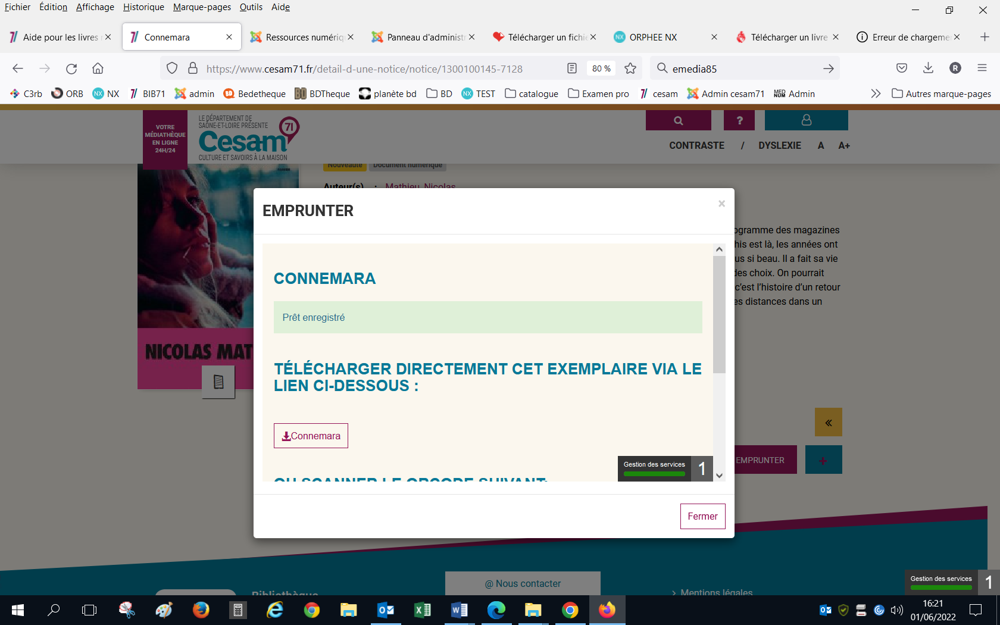 Fichier Édition Affichage Historique Marque-pages Outils Aide
Aide pour les livres
Connemara
Ressources numériq
Panneau d'administr
Télécharger un fichie
ORPHEE NX
Télécharger un livre
Erreur de chargeme
https://www.cesam71.fr/detail-d-une-notice/notice/1300100145-7128
80 %
emedia85
R
C3rb ORB NX BIB71 admin Bedetheque BDTheque planète bd BD TEST catalogue Examen pro cesam Admin cesam71 Admin
Autres marque-pages
VOTRE
MÉDIATHÈQUE
EN LIGNE
24H/24
LE DÉPARTEMENT DE
SAÔNE-ET-LOIRE PRÉSENTE
Cesam 71
CULTURE ET SAVOIRS À LA MAISON
?
CONTRASTE / DYSLEXIE A A+
Nouveauté Document numérique
Auteur(s) : Mathieu, Nicolas
EMPRUNTER
×
ogramme des magazines
his est là, les années ont
us si beau. Il a fait sa vie
des choix. On pourrait
c'est l'histoire d'un retour
es distances dans un
CONNEMARA
Prêt enregistré
TÉLÉCHARGER DIRECTEMENT CET EXEMPLAIRE VIA LE
LIEN CI-DESSOUS :
NICOLAS MAT
Connemara
OU SCANNER LE QRCODE SUIVANT:
Gestion des services 1
EMPRUNTER
+
Fermer
@ Nous contacter
Bibliothèque
Mentions légales
Gestion des services 1
16:21
01/06/2022